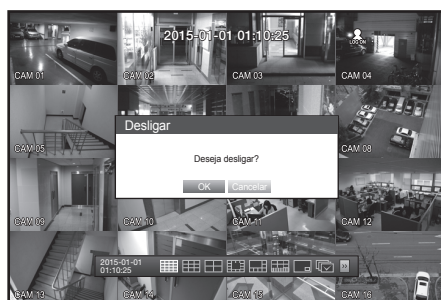 2015-01-01 01:10:25
LOG ON
CAM 01
CAM 02
CAM 03
CAM 04
Desligar
CAM 05
CAM 08
Deseja desligar?
OK
Cancelar
CAM 09
CAM 10
CAM 11
CAM 12
2015-01-01
01:10:25
CAM 13
CAM 14
CAM 15
CAM 16